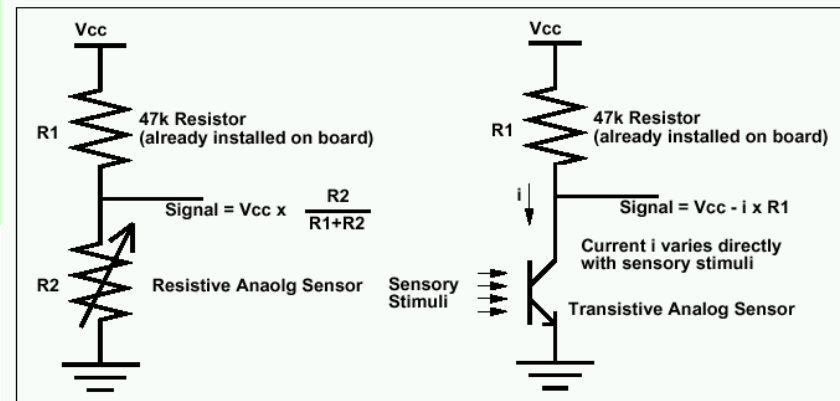 Vcc
R1
47k Resistor
(already installed on board)
Signal = Vcc x R2
R1+R2
R2
Resistive Anaolg Sensor
Vcc
R1
47k Resistor
(already installed on board)
i
Signal = Vcc - i x R1
Current i varies directly
with sensory stimuli
Sensory
Stimuli
Transistive Analog Sensor